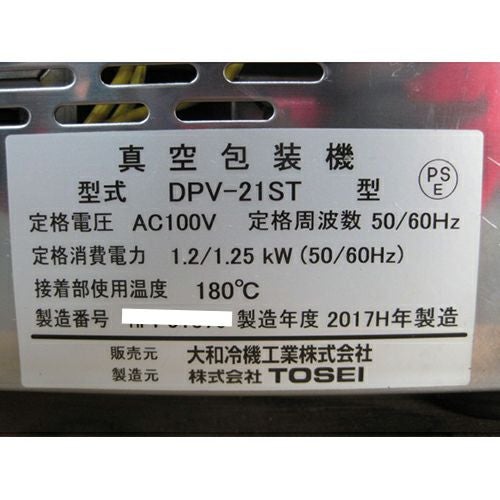 真空包装機
型式 DPV-21ST 型
PS
E
定格電圧 AC100V 定格周波数 50/60Hz
定格消費電力 1.2/1.25 kW (50/60Hz)
接着部使用温度 180℃
製造番号 製造年度 2017H年製造
販売元 大和冷機工業株式会社
製造元 株式会社 TOSEI